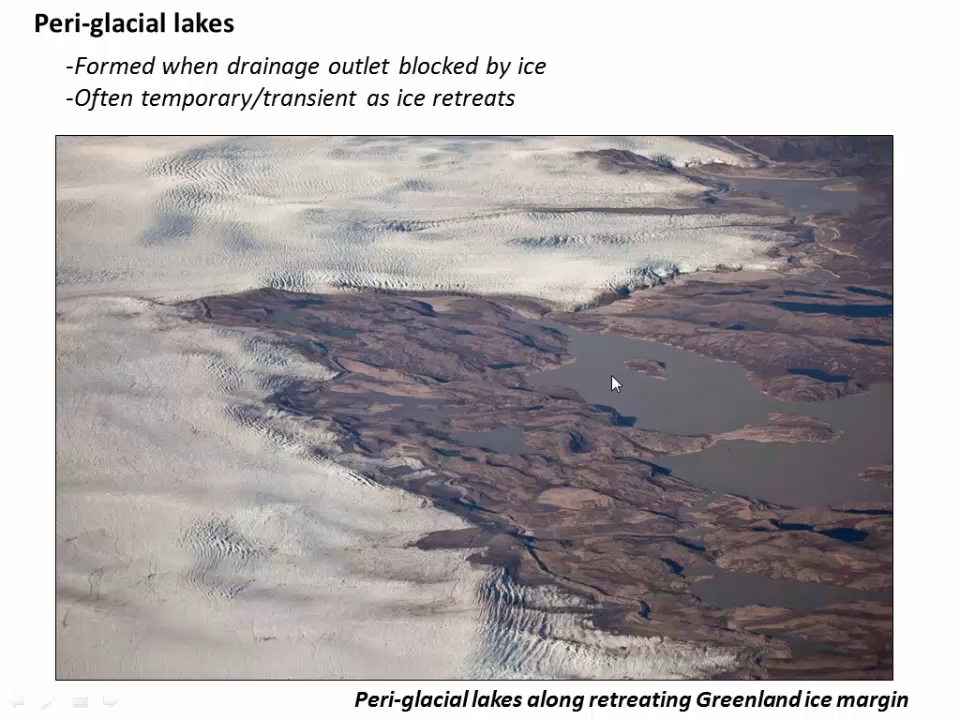 Peri-glacial lakes
-Formed when drainage outlet blocked by ice
-Often temporary/transient as ice retreats
Peri-glacial lakes along retreating Greenland ice margin